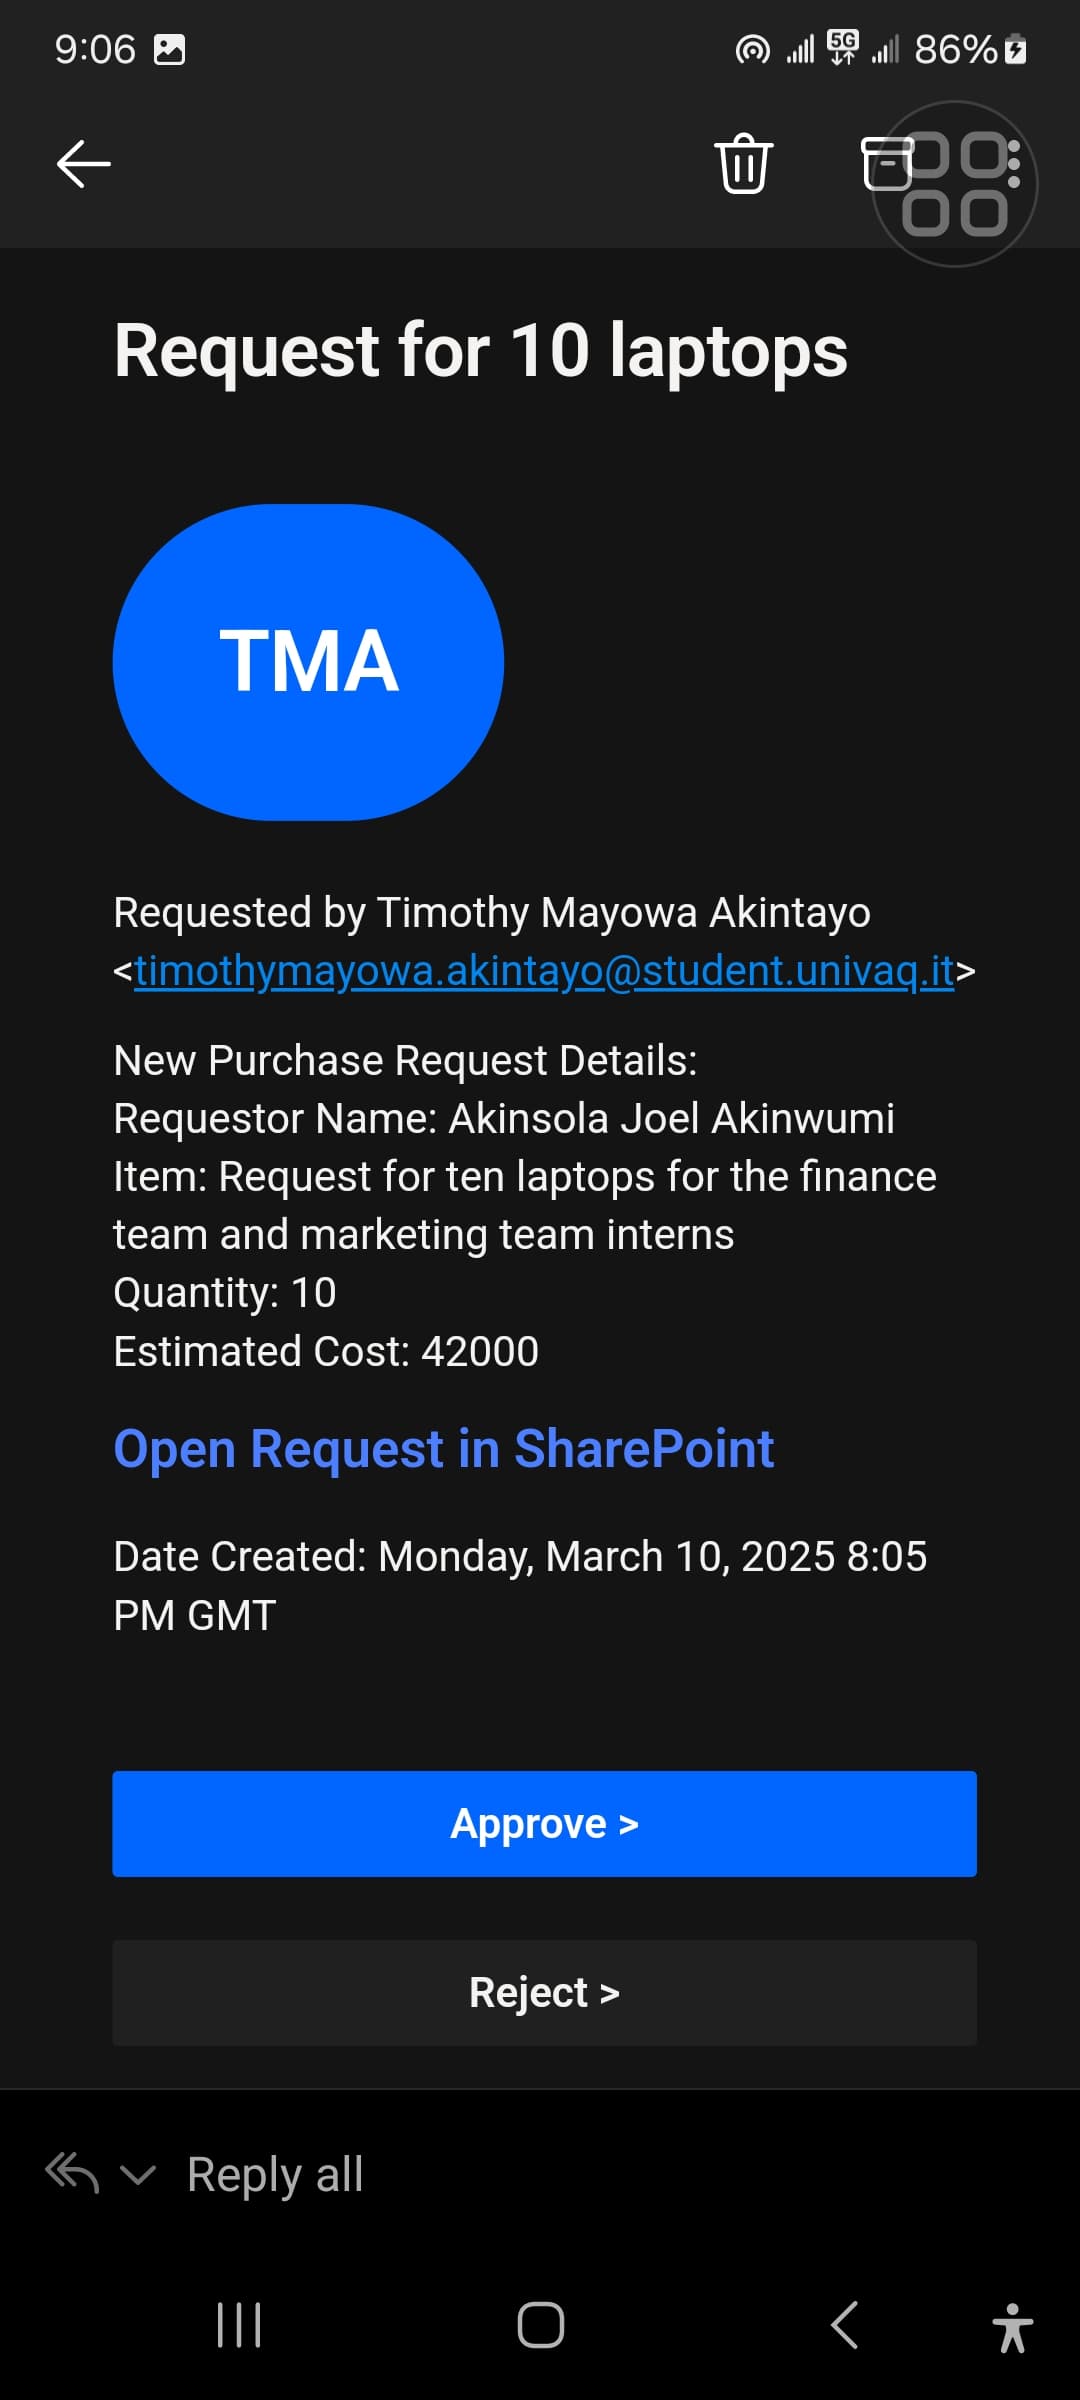 9:06
5G
86%
Request for 10 laptops
TMA
Requested by Timothy Mayowa Akintayo
<timothymayowa.akintayo@student.univaq.it>
New Purchase Request Details:
Requestor Name: Akinsola Joel Akinwumi
Item: Request for ten laptops for the finance
team and marketing team interns
Quantity: 10
Estimated Cost: 42000
Open Request in SharePoint
Date Created: Monday, March 10, 2025 8:05
PM GMT
Approve >
Reject >
Reply all